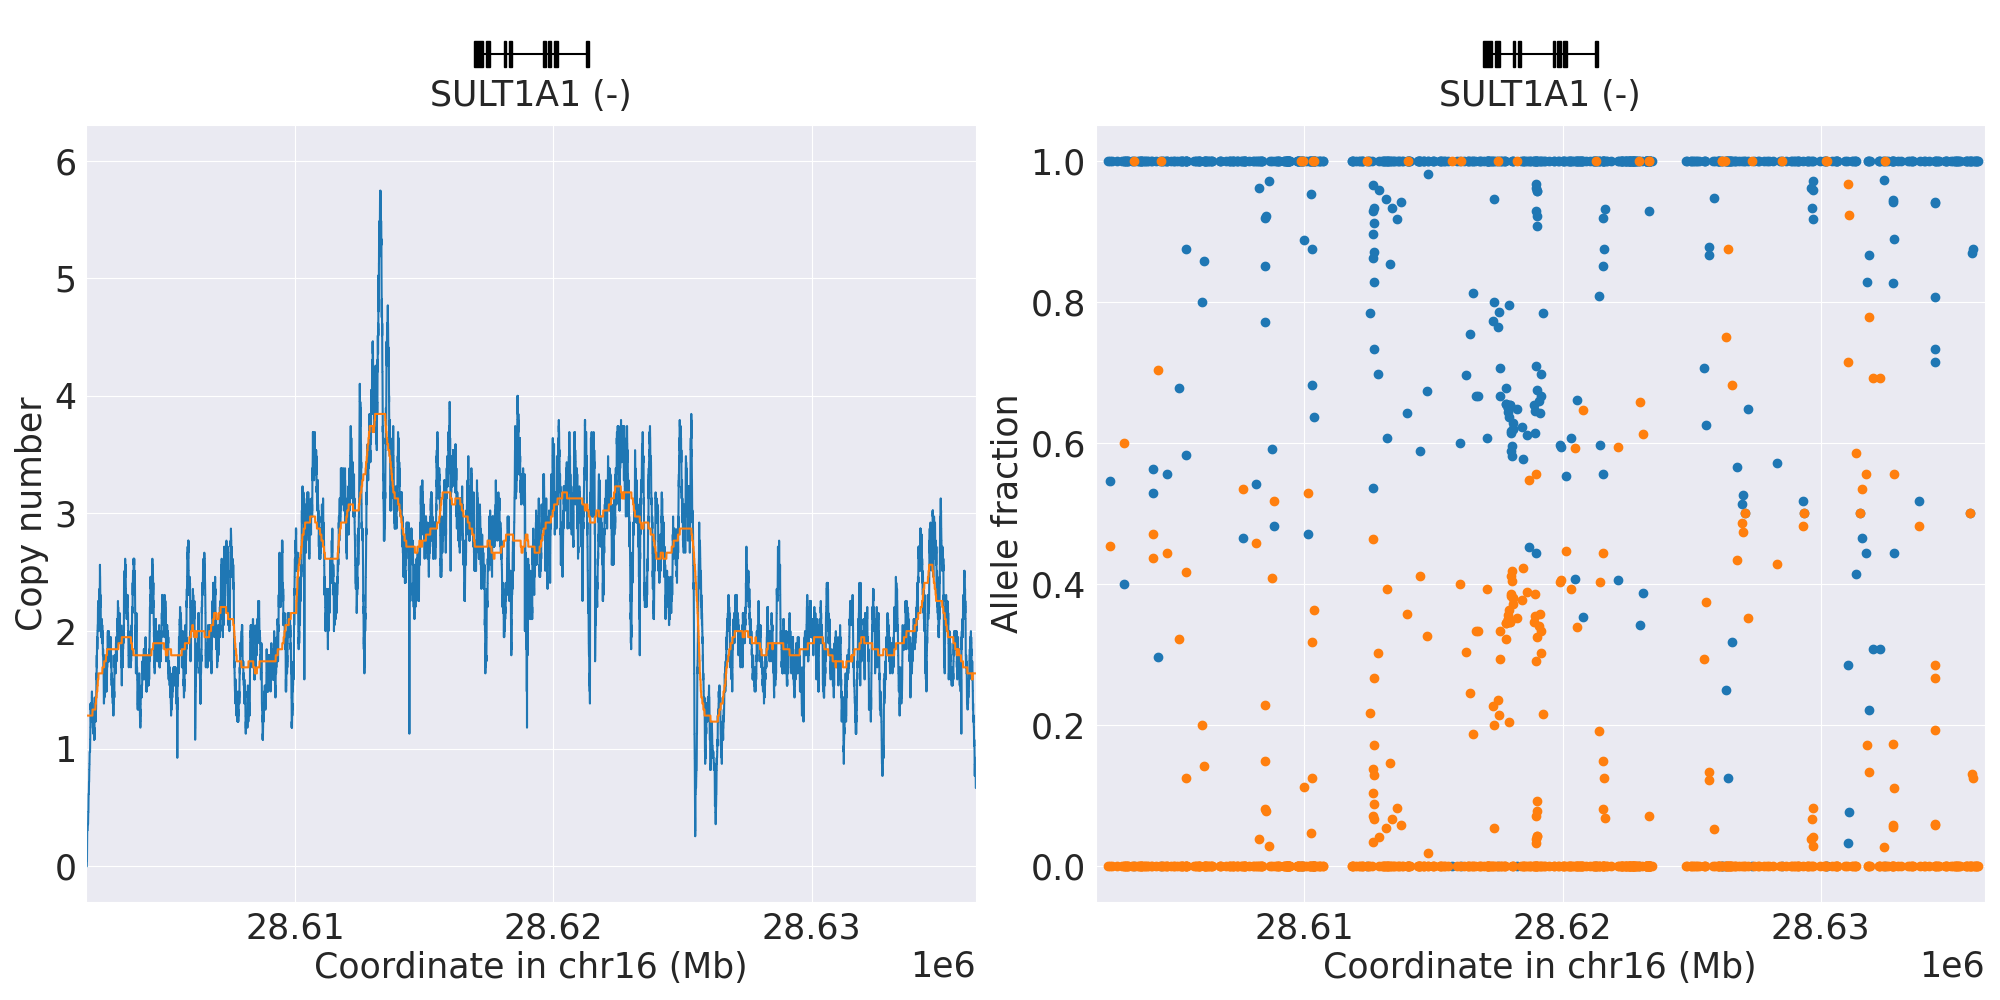 SULT1A1 (-)
6
5
4
3
2
1
0
Copy number
28.61
28.62
28.63
Coordinate in chr16 (Mb)
1e6
SULT1A1 (-)
1.0
0.8
0.6
0.4
0.2
0.0
Allele fraction
28.61
28.62
28.63
Coordinate in chr16 (Mb)
1e6